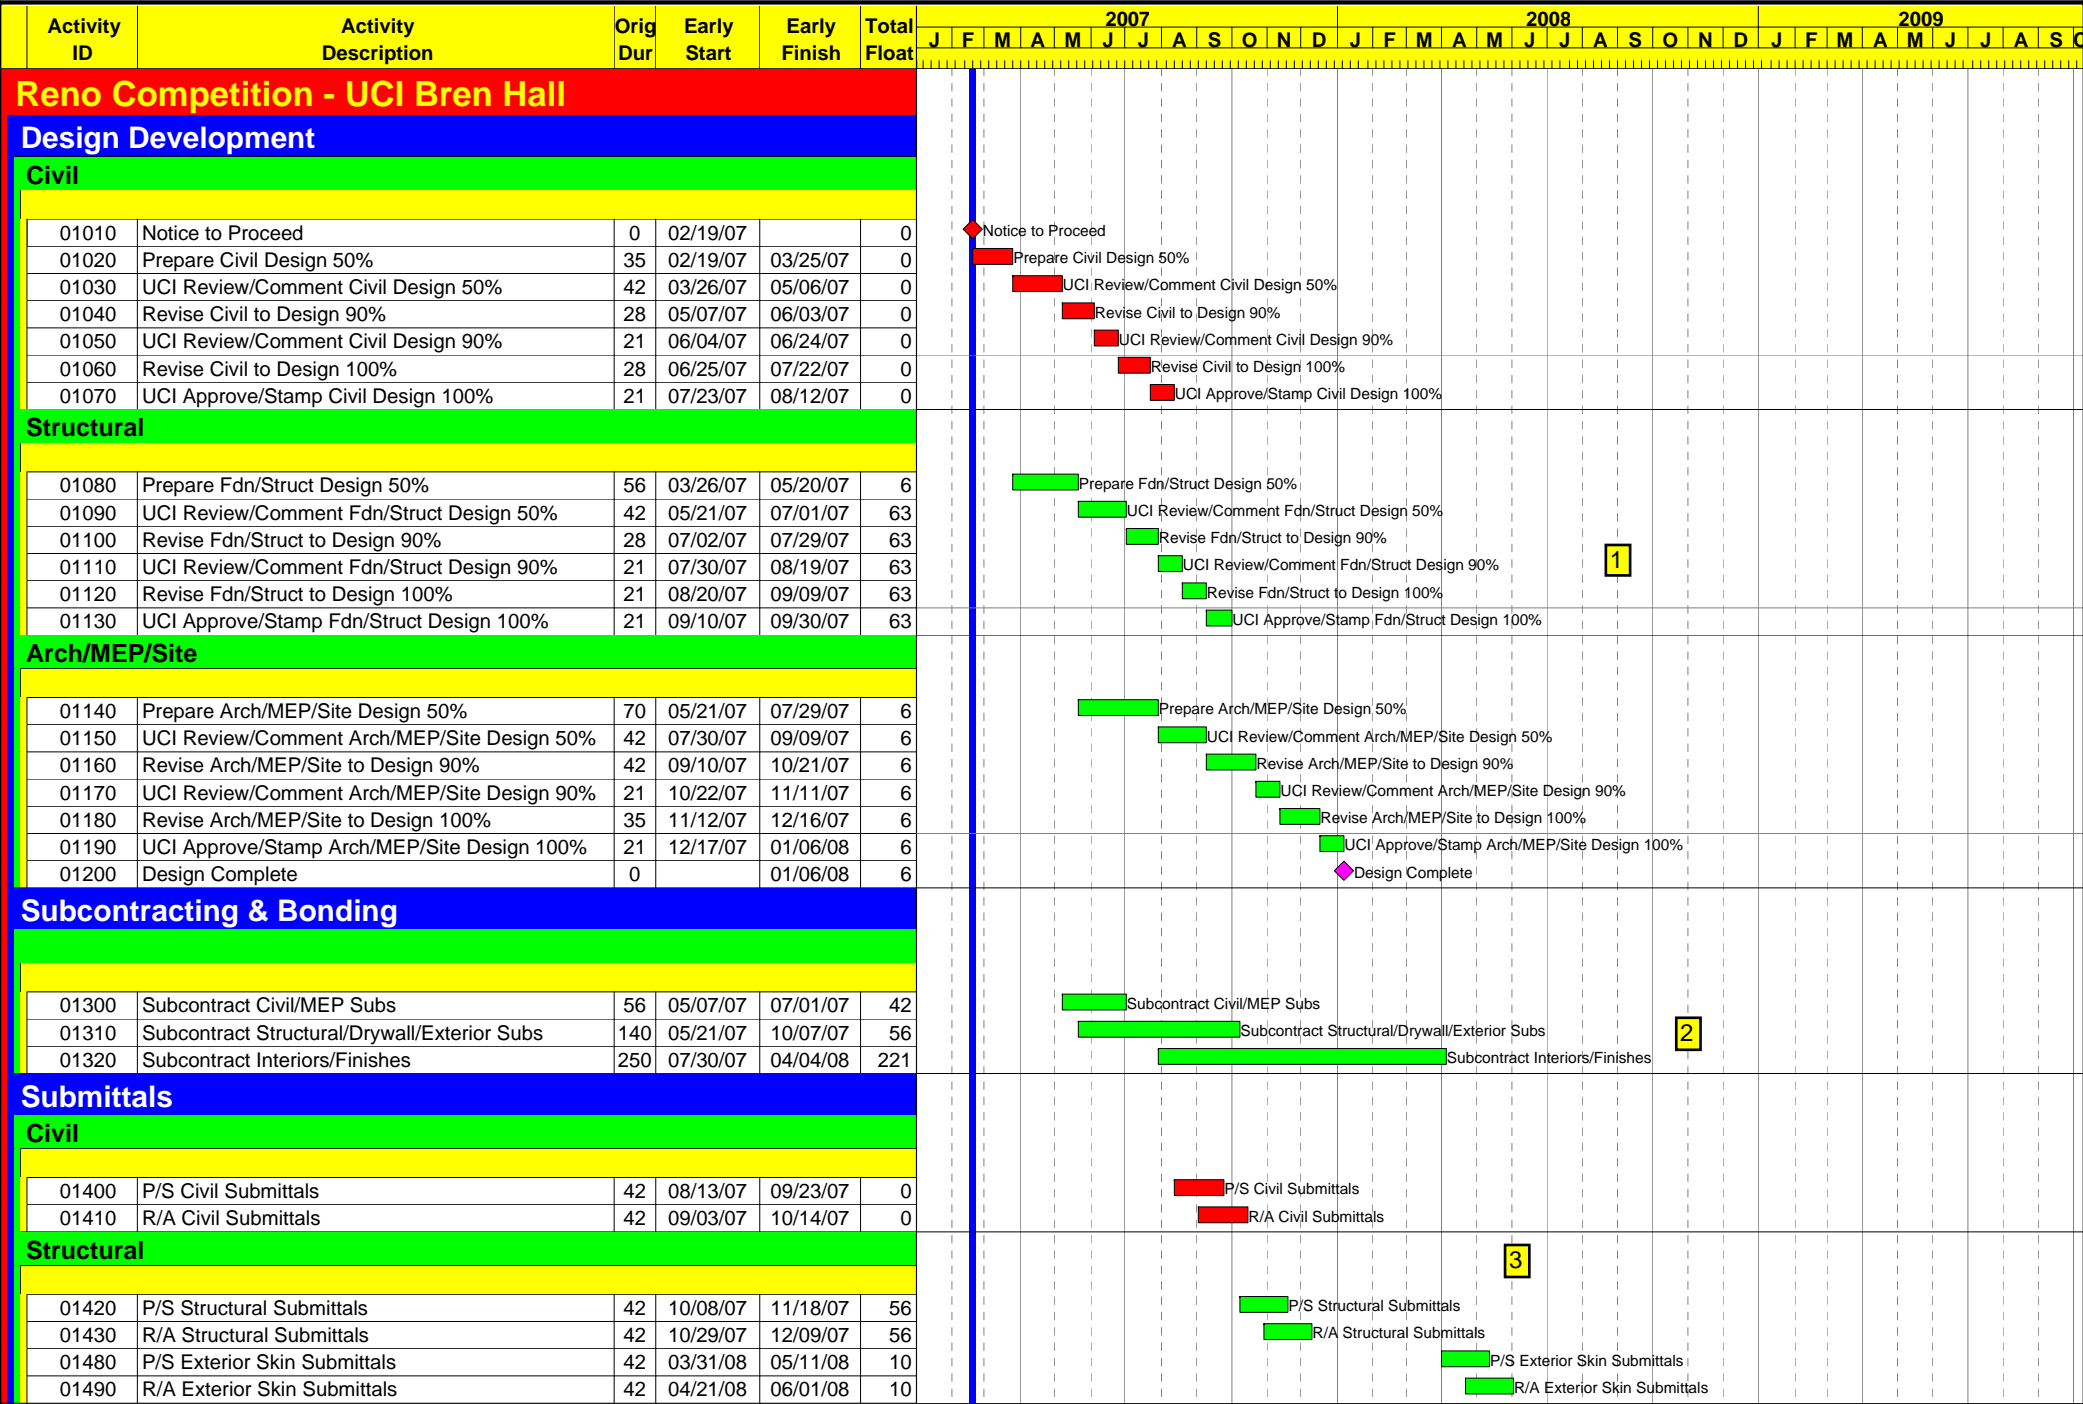 Activity ID Activity Description Orig Dur Early Start Early Finish Total Float 2007 2008 2009
J F M A M J J A S O N D J F M A M J J A S O N D J F M A M J J A S O
Reno Competition - UCI Bren Hall
Design Development
Civil
01010 Notice to Proceed 0 02/19/07 0 Notice to Proceed
01020 Prepare Civil Design 50% 35 02/19/07 03/25/07 0 Prepare Civil Design 50%
01030 UCI Review/Comment Civil Design 50% 42 03/26/07 05/06/07 0 UCI Review/Comment Civil Design 50%
01040 Revise Civil to Design 90% 28 05/07/07 06/03/07 0 Revise Civil to Design 90%
01050 UCI Review/Comment Civil Design 90% 21 06/04/07 06/24/07 0 UCI Review/Comment Civil Design 90%
01060 Revise Civil to Design 100% 28 06/25/07 07/22/07 0 Revise Civil to Design 100%
01070 UCI Approve/Stamp Civil Design 100% 21 07/23/07 08/12/07 0 UCI Approve/Stamp Civil Design 100%
Structural
01080 Prepare Fdn/Struct Design 50% 56 03/26/07 05/20/07 6 Prepare Fdn/Struct Design 50%
01090 UCI Review/Comment Fdn/Struct Design 50% 42 05/21/07 07/01/07 63 UCI Review/Comment Fdn/Struct Design 50%
01100 Revise Fdn/Struct to Design 90% 28 07/02/07 07/29/07 63 Revise Fdn/Struct to Design 90%
01110 UCI Review/Comment Fdn/Struct Design 90% 21 07/30/07 08/19/07 63 UCI Review/Comment Fdn/Struct Design 90% 1
01120 Revise Fdn/Struct to Design 100% 21 08/20/07 09/09/07 63 Revise Fdn/Struct to Design 100%
01130 UCI Approve/Stamp Fdn/Struct Design 100% 21 09/10/07 09/30/07 63 UCI Approve/Stamp Fdn/Struct Design 100%
Arch/MEP/Site
01140 Prepare Arch/MEP/Site Design 50% 70 05/21/07 07/29/07 6 Prepare Arch/MEP/Site Design 50%
01150 UCI Review/Comment Arch/MEP/Site Design 50% 42 07/30/07 09/09/07 6 UCI Review/Comment Arch/MEP/Site Design 50%
01160 Revise Arch/MEP/Site to Design 90% 42 09/10/07 10/21/07 6 Revise Arch/MEP/Site to Design 90%
01170 UCI Review/Comment Arch/MEP/Site Design 90% 21 10/22/07 11/11/07 6 UCI Review/Comment Arch/MEP/Site Design 90%
01180 Revise Arch/MEP/Site to Design 100% 35 11/12/07 12/16/07 6 Revise Arch/MEP/Site to Design 100%
01190 UCI Approve/Stamp Arch/MEP/Site Design 100% 21 12/17/07 01/06/08 6 UCI Approve/Stamp Arch/MEP/Site Design 100%
01200 Design Complete 0 01/06/08 6 Design Complete
Subcontracting & Bonding
01300 Subcontract Civil/MEP Subs 56 05/07/07 07/01/07 42 Subcontract Civil/MEP Subs
01310 Subcontract Structural/Drywall/Exterior Subs 140 05/21/07 10/07/07 56 Subcontract Structural/Drywall/Exterior Subs 2
01320 Subcontract Interiors/Finishes 250 07/30/07 04/04/08 221 Subcontract Interiors/Finishes
Submittals
Civil
01400 P/S Civil Submittals 42 08/13/07 09/23/07 0 P/S Civil Submittals
01410 R/A Civil Submittals 42 09/03/07 10/14/07 0 R/A Civil Submittals
Structural
3
01420 P/S Structural Submittals 42 10/08/07 11/18/07 56 P/S Structural Submittals
01430 R/A Structural Submittals 42 10/29/07 12/09/07 56 R/A Structural Submittals
01480 P/S Exterior Skin Submittals 42 03/31/08 05/11/08 10 P/S Exterior Skin Submittals
01490 R/A Exterior Skin Submittals 42 04/21/08 06/01/08 10 R/A Exterior Skin Submittals